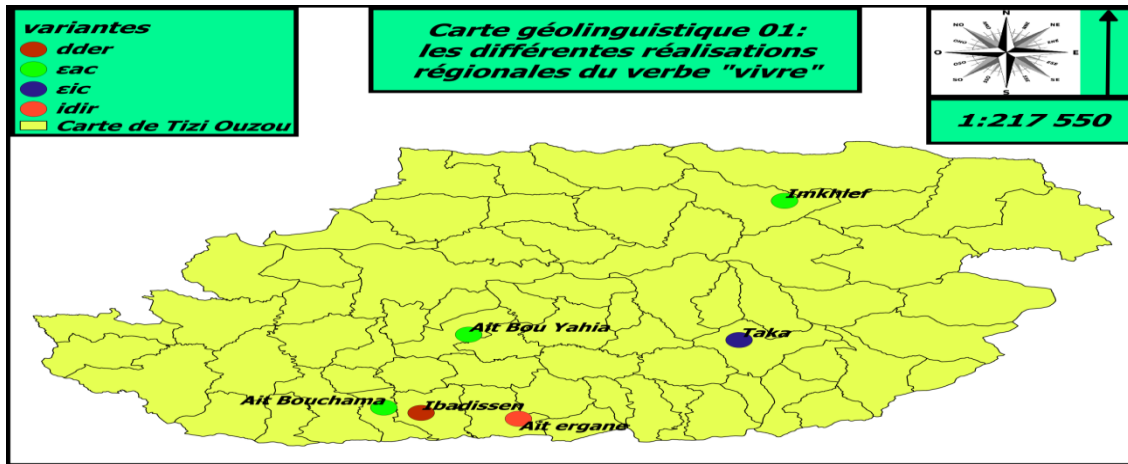 variantes
dder
εac
εic
idir
Carte de Tizi Ouzou
Carte géolinguistique 01:
les différentes réalisations
régionales du verbe "vivre"
N
NO
NE
O
E
SO
SE
S
1:217 550
Imkhlef
Ait Bou Yahia
Taka
Ait Bouchama
Ibadissen
Aït ergane